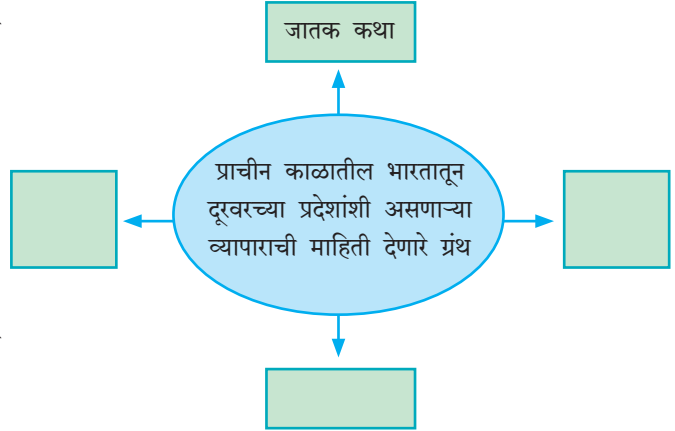 जातक कथा
प्राचीन काळातील भारतातून
दूरवरच्या प्रदेशांशी असणाऱ्या
व्यापाराची माहिती देणारे ग्रंथ